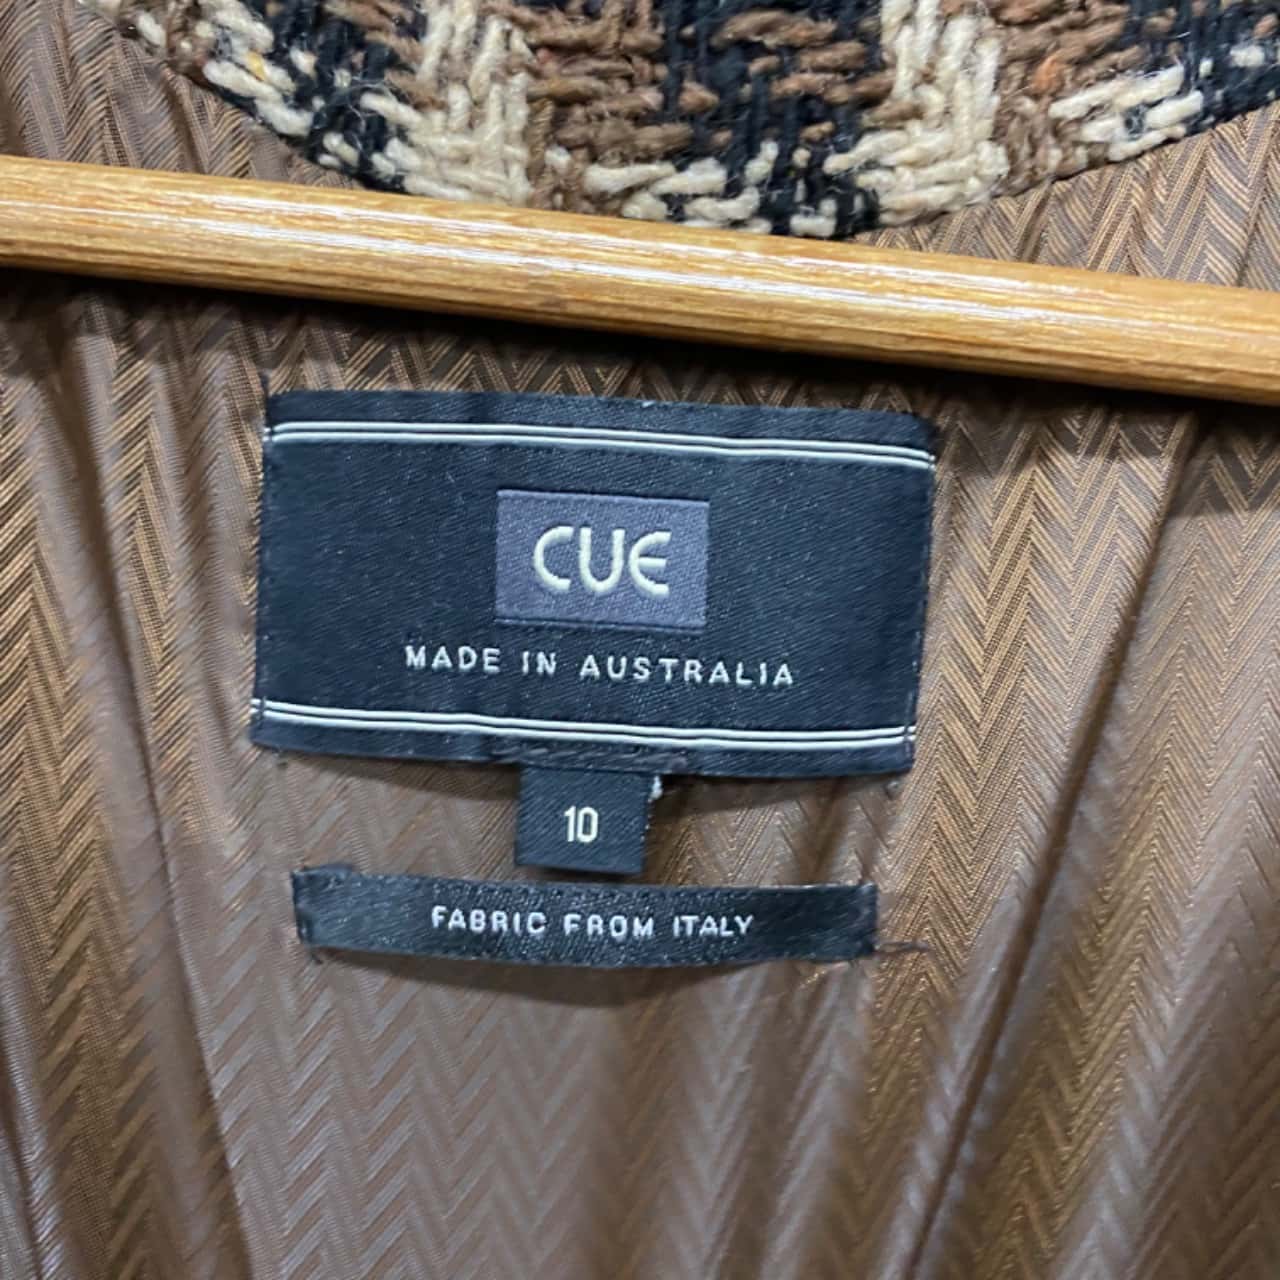 CUE
MADE IN AUSTRALIA
10
FABRIC FROM ITALY